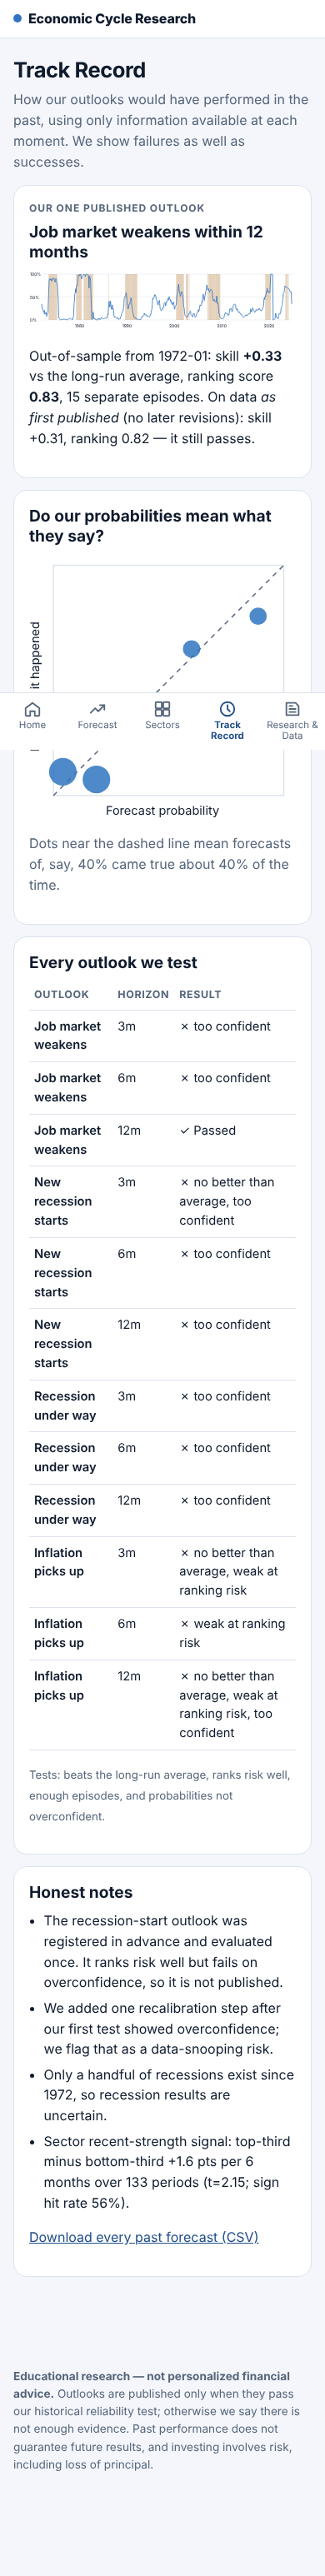 Economic Cycle Research
Track Record
How our outlooks would have performed in the
past, using only information available at each
moment. We show failures as well as
successes.
OUR ONE PUBLISHED OUTLOOK
Job market weakens within 12
months
100%
50%
0%
1980
1990
2000
2010
2020
Out-of-sample from 1972-01: skill +0.33
vs the long-run average, ranking score
0.83, 15 separate episodes. On data as
first published (no later revisions): skill
+0.31, ranking 0.82 — it still passes.
Do our probabilities mean what
they say?
it happened
Home
Forecast
Sectors
Track
Record
Research &
Data
Forecast probability
Dots near the dashed line mean forecasts
of, say, 40% came true about 40% of the
time.
Every outlook we test
OUTLOOK HORIZON RESULT
Job market 3m ✗ too confident
weakens
Job market 6m ✗ too confident
weakens
Job market 12m ✓ Passed
weakens
New 3m ✗ no better than
recession average, too
starts confident
New 6m ✗ too confident
recession
starts
New 12m ✗ too confident
recession
starts
Recession 3m ✗ too confident
under way
Recession 6m ✗ too confident
under way
Recession 12m ✗ too confident
under way
Inflation 3m ✗ no better than
picks up average, weak at
ranking risk
Inflation 6m ✗ weak at ranking
picks up risk
Inflation 12m ✗ no better than
picks up average, weak at
ranking risk, too
confident
Tests: beats the long-run average, ranks risk well,
enough episodes, and probabilities not
overconfident.
Honest notes
• The recession-start outlook was
registered in advance and evaluated
once. It ranks risk well but fails on
overconfidence, so it is not published.
• We added one recalibration step after
our first test showed overconfidence;
we flag that as a data-snooping risk.
• Only a handful of recessions exist since
1972, so recession results are
uncertain.
• Sector recent-strength signal: top-third
minus bottom-third +1.6 pts per 6
months over 133 periods (t=2.15; sign
hit rate 56%).
Download every past forecast (CSV)
Educational research — not personalized financial
advice. Outlooks are published only when they pass
our historical reliability test; otherwise we say there is
not enough evidence. Past performance does not
guarantee future results, and investing involves risk,
including loss of principal.